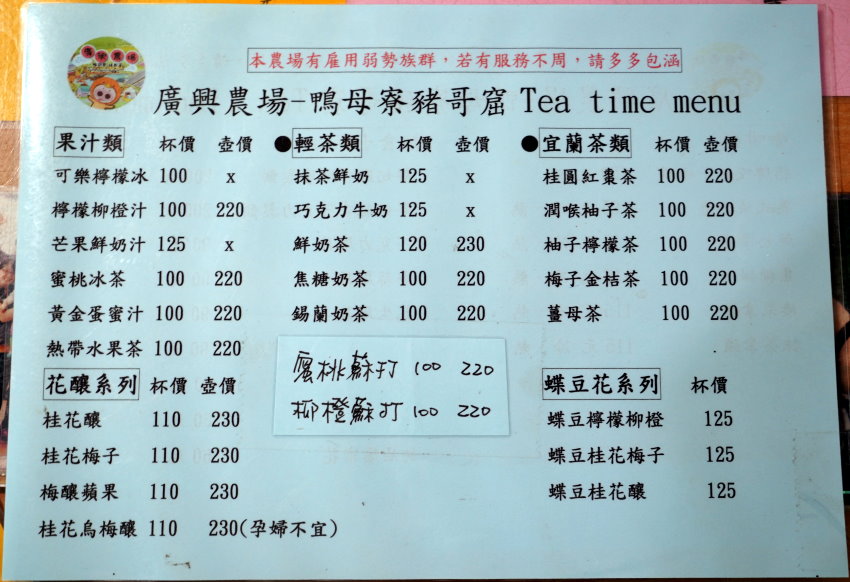 廣興農場
本農場有雇用弱勢族群，若有服務不周，請多多包涵
廣興農場-鴨母寮豬哥窟 Tea time menu
果汁類 杯價 壺價
可樂檸檬冰 100 x
檸檬柳橙汁 100 220
芒果鮮奶汁 125 x
蜜桃冰茶 100 220
黃金蛋蜜汁 100 220
熱帶水果茶 100 220
●輕茶類 杯價 壺價
抹茶鮮奶 125 x
巧克力牛奶 125 x
鮮奶茶 120 230
焦糖奶茶 100 220
錫蘭奶茶 100 220
●宜蘭茶類 杯價 壺價
桂圓紅棗茶 100 220
潤喉柚子茶 100 220
柚子檸檬茶 100 220
梅子金桔茶 100 220
薑母茶 100 220
花釀系列 杯價 壺價
桂花釀 110 230
桂花梅子 110 230
梅釀蘋果 110 230
桂花烏梅釀 110 230(孕婦不宜)
蜜桃蘇打 100 220
柳橙蘇打 100 220
蝶豆花系列 杯價
蝶豆檸檬柳橙 125
蝶豆桂花梅子 125
蝶豆桂花釀 125